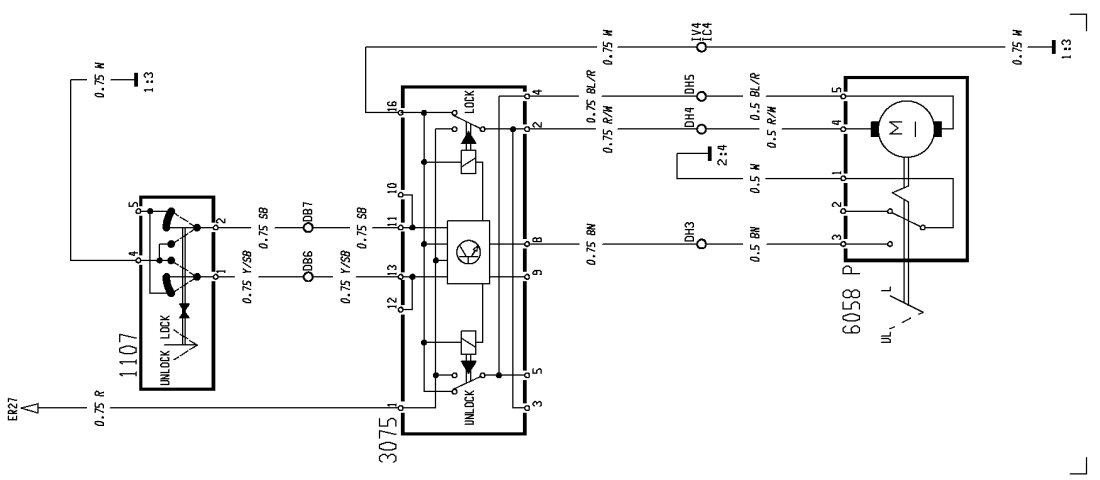 ER27
0.75 R
0.75 W
1:3
1107
UNLOCK
LOCK
5
4
2
1
0.75 SB
DB7
0.75 SB
0.75 Y/SB
DB6
0.75 Y/SB
3075
16
10
11
13
12
1
LOCK
UNLOCK
4
2
8
9
5
3
0.75 W
IV4
IC4
0.75 W
1:3
0.75 BL/R
DH5
0.5 BL/R
0.75 R/W
DH4
0.5 R/W
2:4
0.5 W
0.75 BN
DH3
0.5 BN
6058 P
5
4
1
2
3
M
UL
L